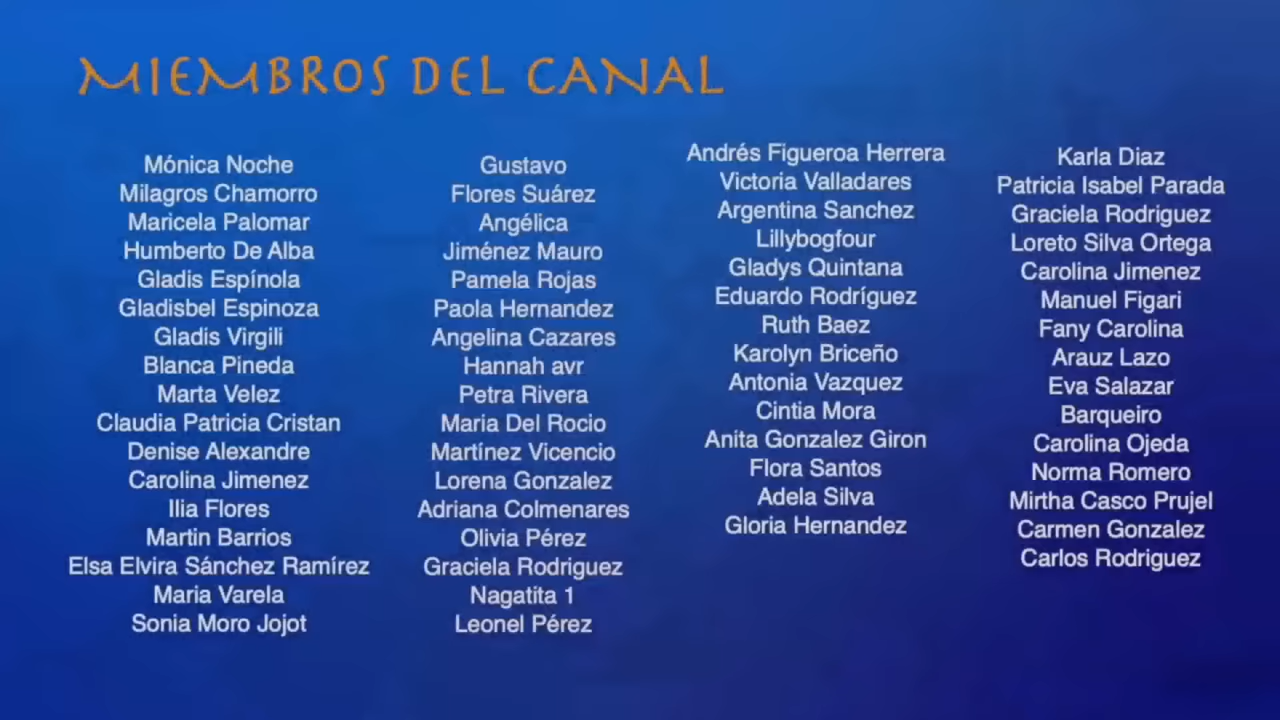 MIEMBROS DEL CANAL
Mónica Noche
Milagros Chamorro
Maricela Palomar
Humberto De Alba
Gladis Espínola
Gladisbel Espinoza
Gladis Virgili
Blanca Pineda
Marta Velez
Claudia Patricia Cristan
Denise Alexandre
Carolina Jimenez
Ilia Flores
Martin Barrios
Elsa Elvira Sánchez Ramírez
Maria Varela
Sonia Moro Jojot
Gustavo
Flores Suárez
Angélica
Jiménez Mauro
Pamela Rojas
Paola Hernandez
Angelina Cazares
Hannah avr
Petra Rivera
Maria Del Rocio
Martínez Vicencio
Lorena Gonzalez
Adriana Colmenares
Olivia Pérez
Graciela Rodriguez
Nagatita 1
Leonel Pérez
Andrés Figueroa Herrera
Victoria Valladares
Argentina Sanchez
Lillybogfour
Gladys Quintana
Eduardo Rodríguez
Ruth Baez
Karolyn Briceño
Antonia Vazquez
Cintia Mora
Anita Gonzalez Giron
Flora Santos
Adela Silva
Gloria Hernandez
Karla Diaz
Patricia Isabel Parada
Graciela Rodriguez
Loreto Silva Ortega
Carolina Jimenez
Manuel Figari
Fany Carolina
Arauz Lazo
Eva Salazar
Barqueiro
Carolina Ojeda
Norma Romero
Mirtha Casco Prujel
Carmen Gonzalez
Carlos Rodriguez